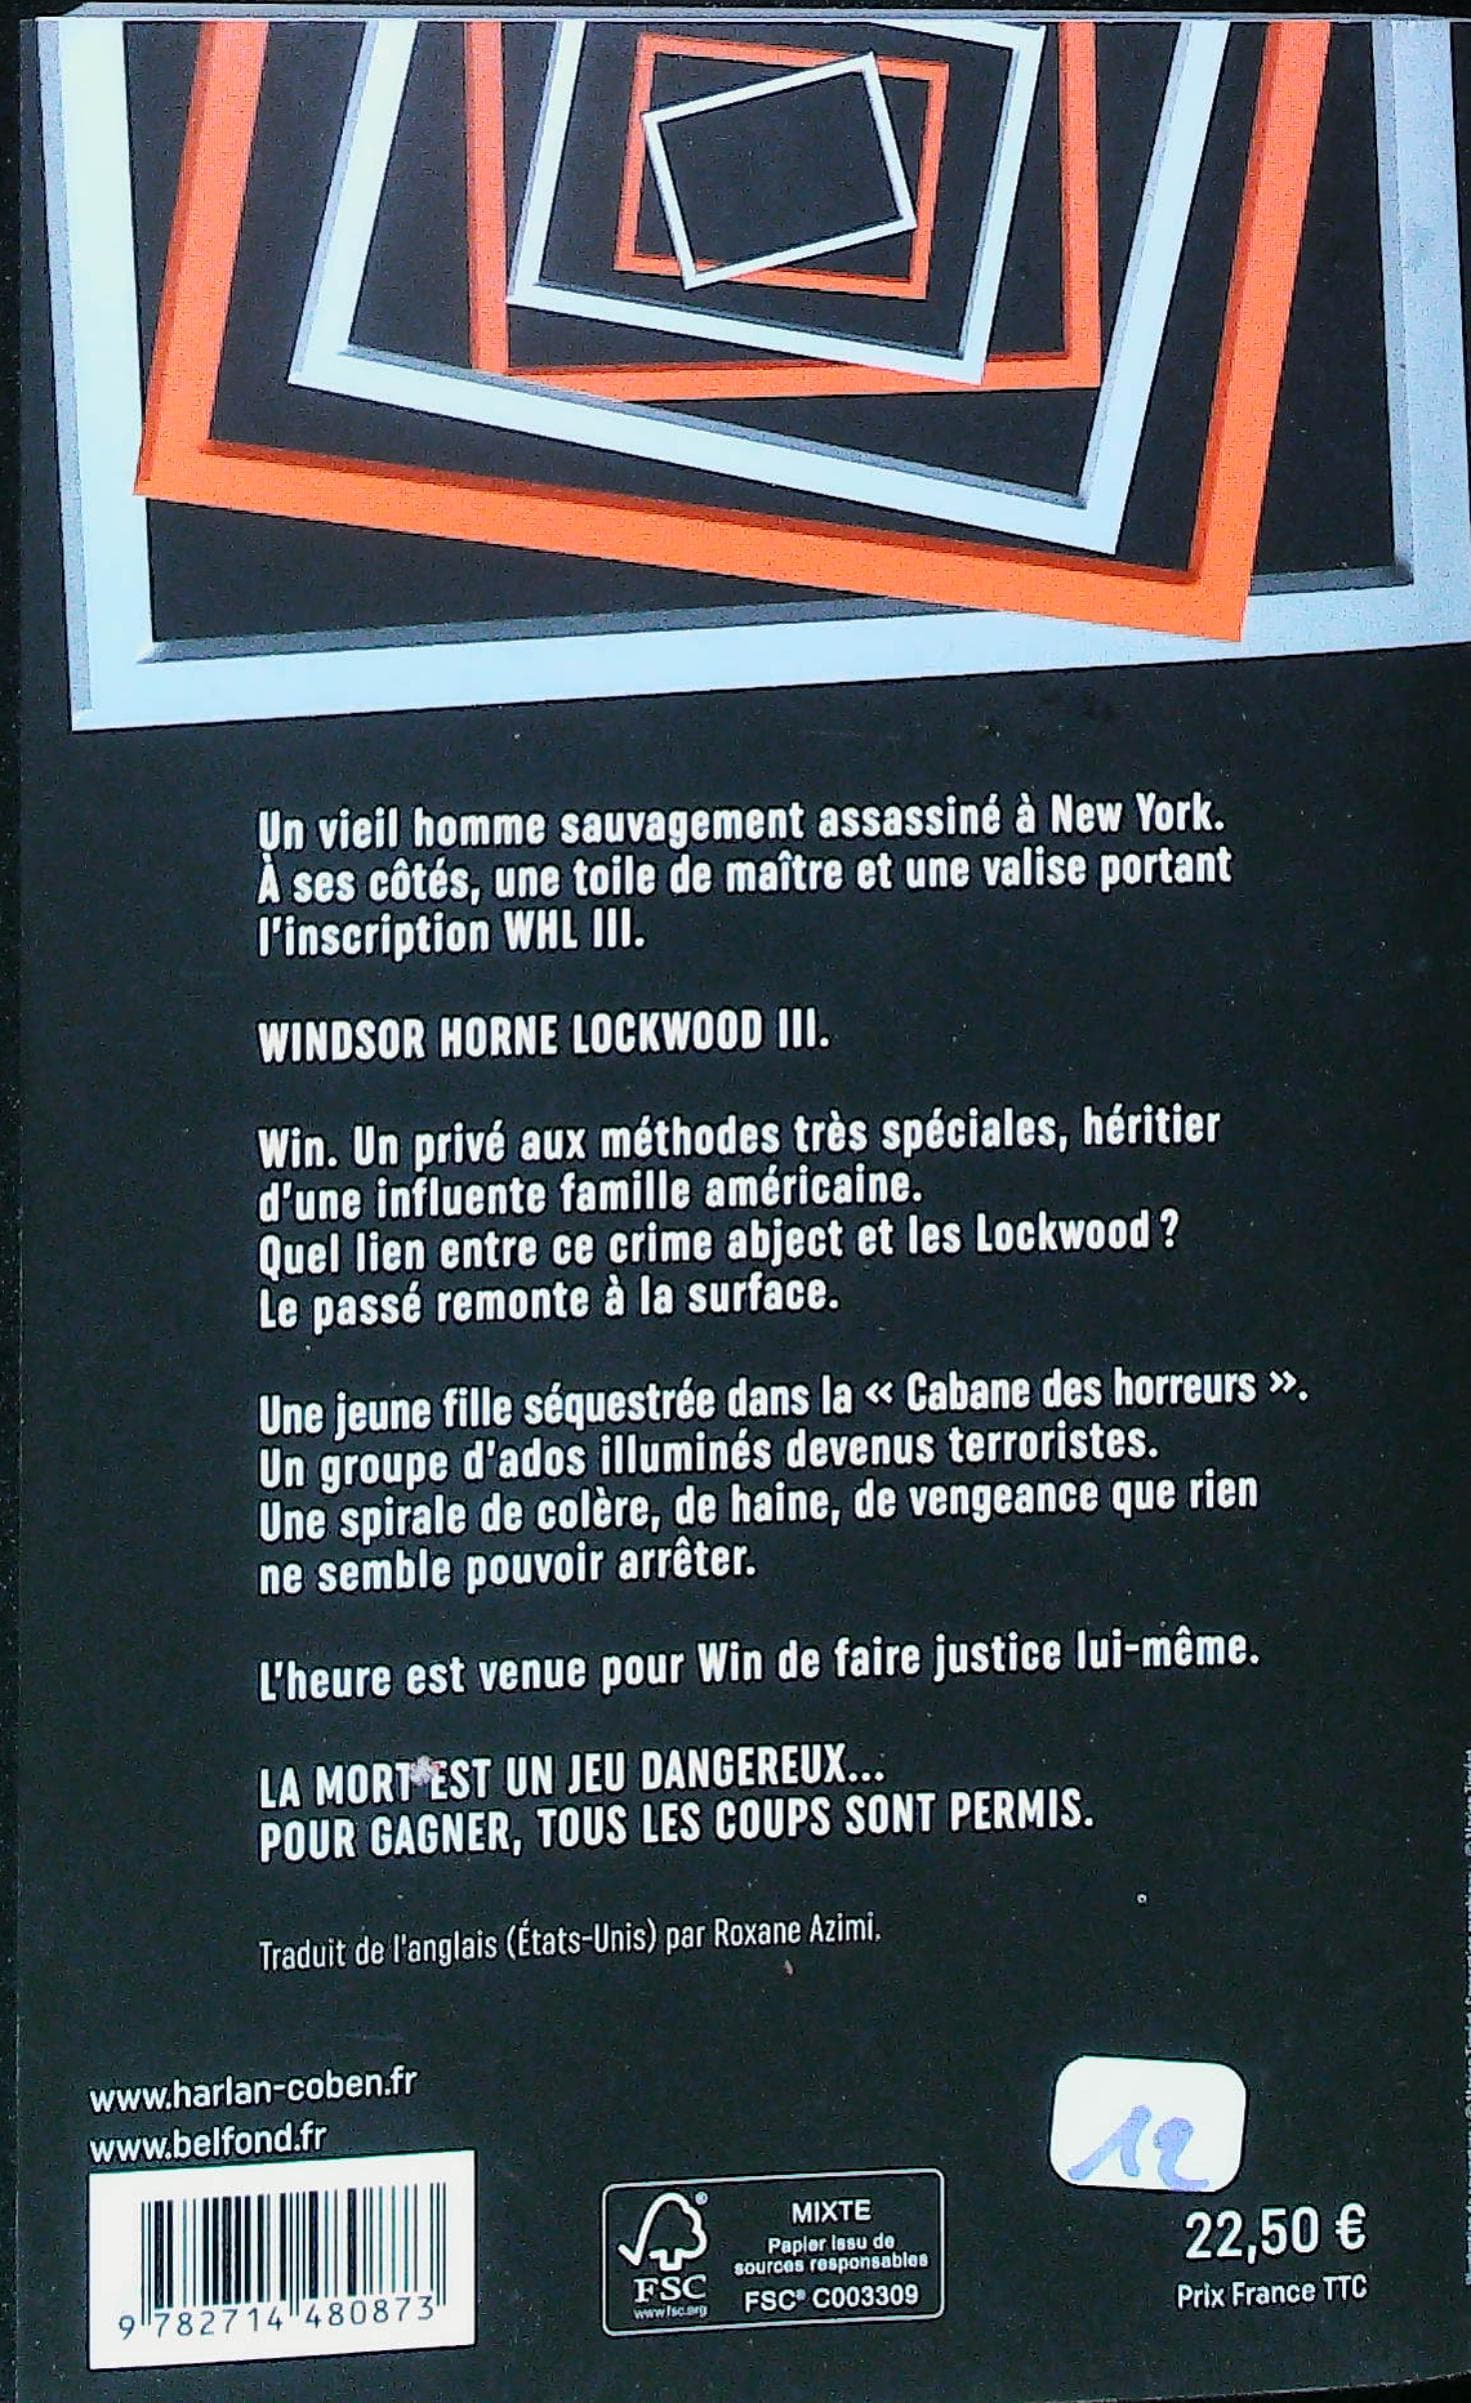 Un vieil homme sauvagement assassiné à New York.
À ses côtés, une toile de maître et une valise portant
l'inscription WHL III.
WINDSOR HORNE LOCKWOOD III.
Win. Un privé aux méthodes très spéciales, héritier
d'une influente famille américaine.
Quel lien entre ce crime abject et les Lockwood ?
Le passé remonte à la surface.
Une jeune fille séquestrée dans la « Cabane des horreurs ».
Un groupe d'ados illuminés devenus terroristes.
Une spirale de colère, de haine, de vengeance que rien
ne semble pouvoir arrêter.
L'heure est venue pour Win de faire justice lui-même.
LA MORT EST UN JEU DANGEREUX...
POUR GAGNER, TOUS LES COUPS SONT PERMIS.
Traduit de l'anglais (États-Unis) par Roxane Azimi.
www.harlan-coben.fr
www.belfond.fr
9 782714 480873
FSC
www.fsc.org
MIXTE
Papier issu de
sources responsables
FSC® C003309
12
22,50 €
Prix France TTC